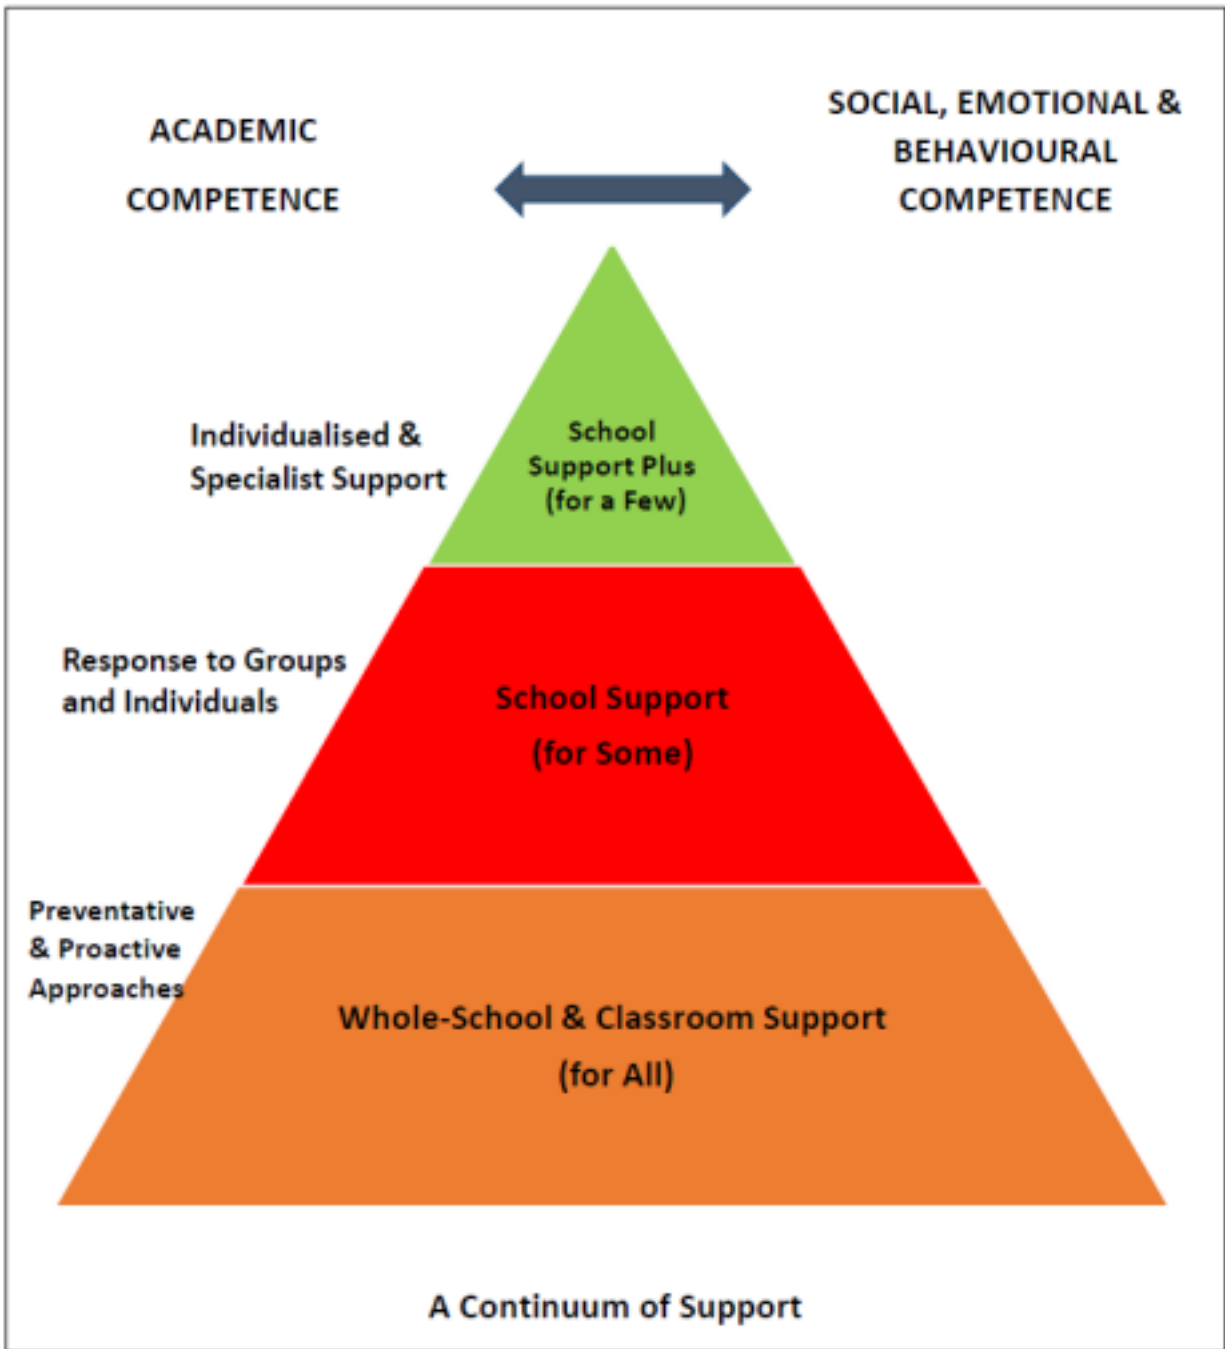 ACADEMIC
COMPETENCE
SOCIAL, EMOTIONAL &
BEHAVIOURAL
COMPETENCE
Individualised &
Specialist Support
School
Support Plus
(for a Few)
Response to Groups
and Individuals
School Support
(for Some)
Preventative
& Proactive
Approaches
Whole-School & Classroom Support
(for All)
A Continuum of Support